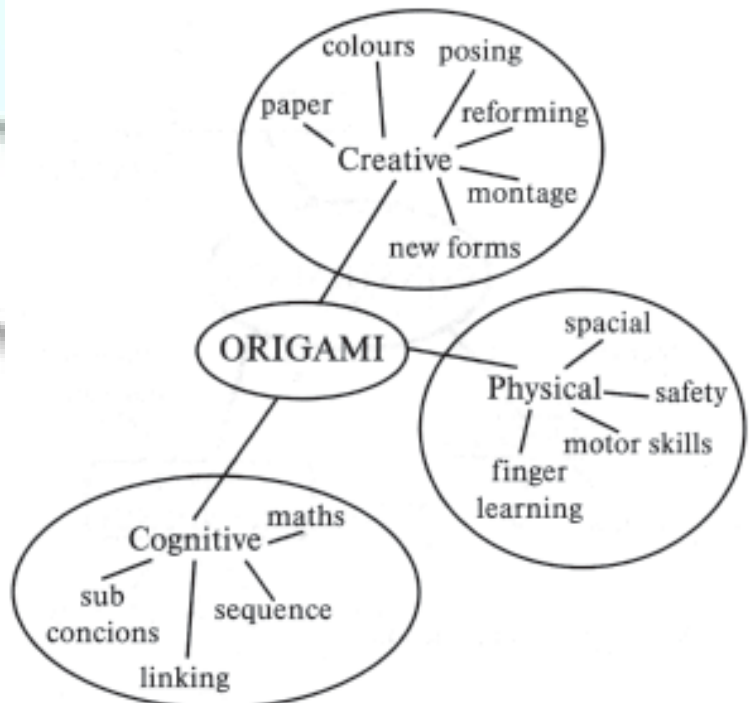 colours
posing
paper
reforming
Creative
montage
new forms
ORIGAMI
spacial
Physical
safety
motor skills
finger
learning
maths
Cognitive
sub
concions
sequence
linking